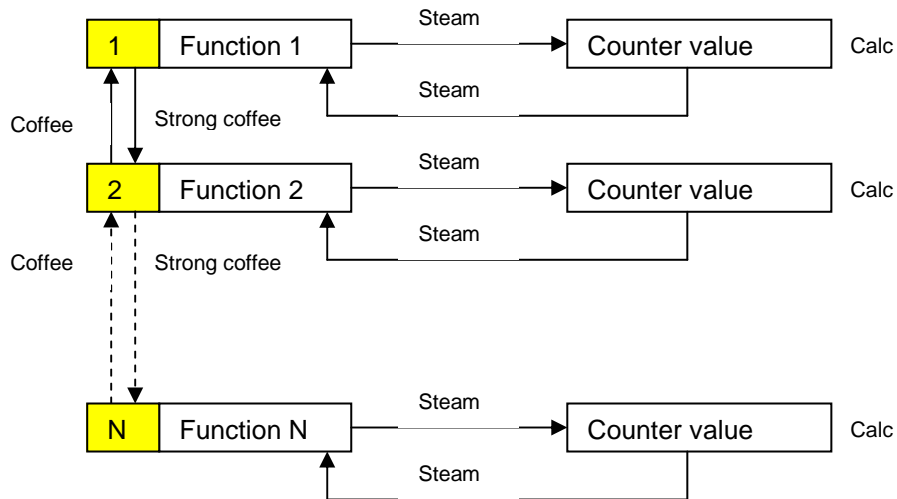 Steam
1 Function 1 Counter value Calc
Steam
Coffee Strong coffee
Steam
2 Function 2 Counter value Calc
Steam
Coffee Strong coffee
Steam
N Function N Counter value Calc
Steam